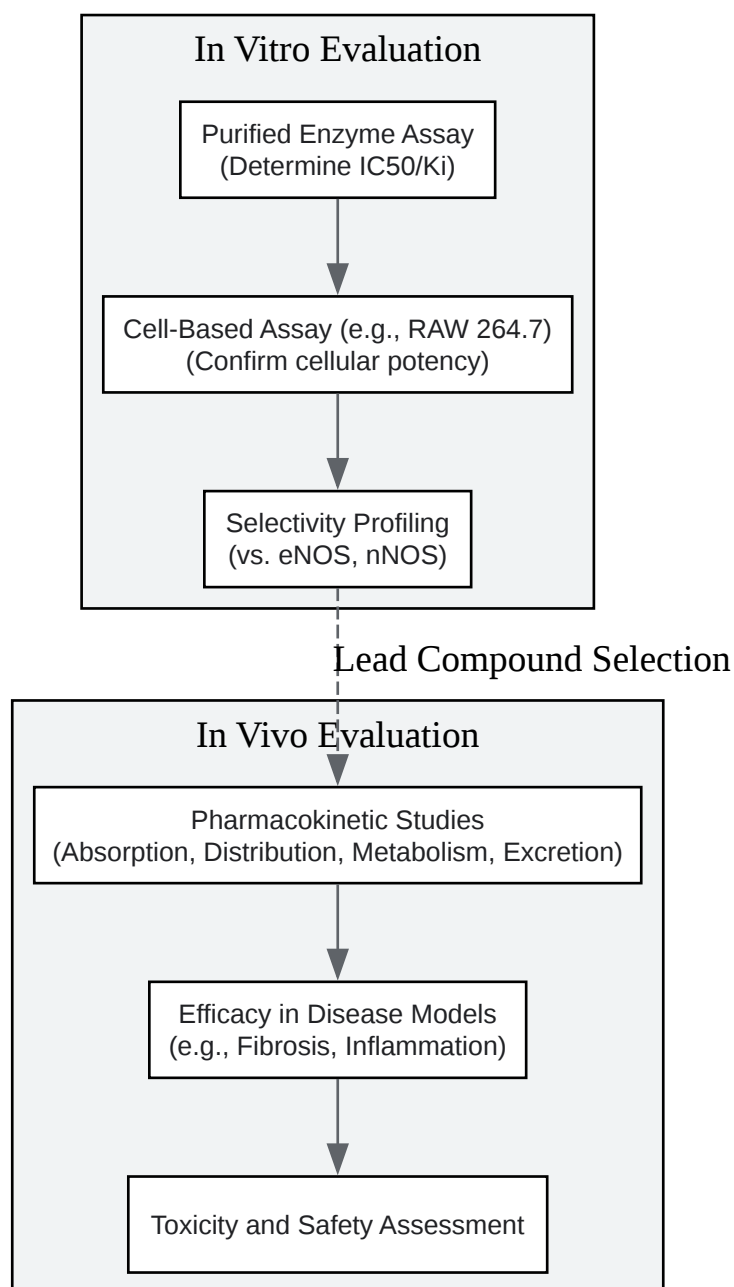 In Vitro Evaluation
Purified Enzyme Assay
(Determine IC50/Ki)
Cell-Based Assay (e.g., RAW 264.7)
(Confirm cellular potency)
Selectivity Profiling
(vs. eNOS, nNOS)
Lead Compound Selection
In Vivo Evaluation
Pharmacokinetic Studies
(Absorption, Distribution, Metabolism, Excretion)
Efficacy in Disease Models
(e.g., Fibrosis, Inflammation)
Toxicity and Safety Assessment